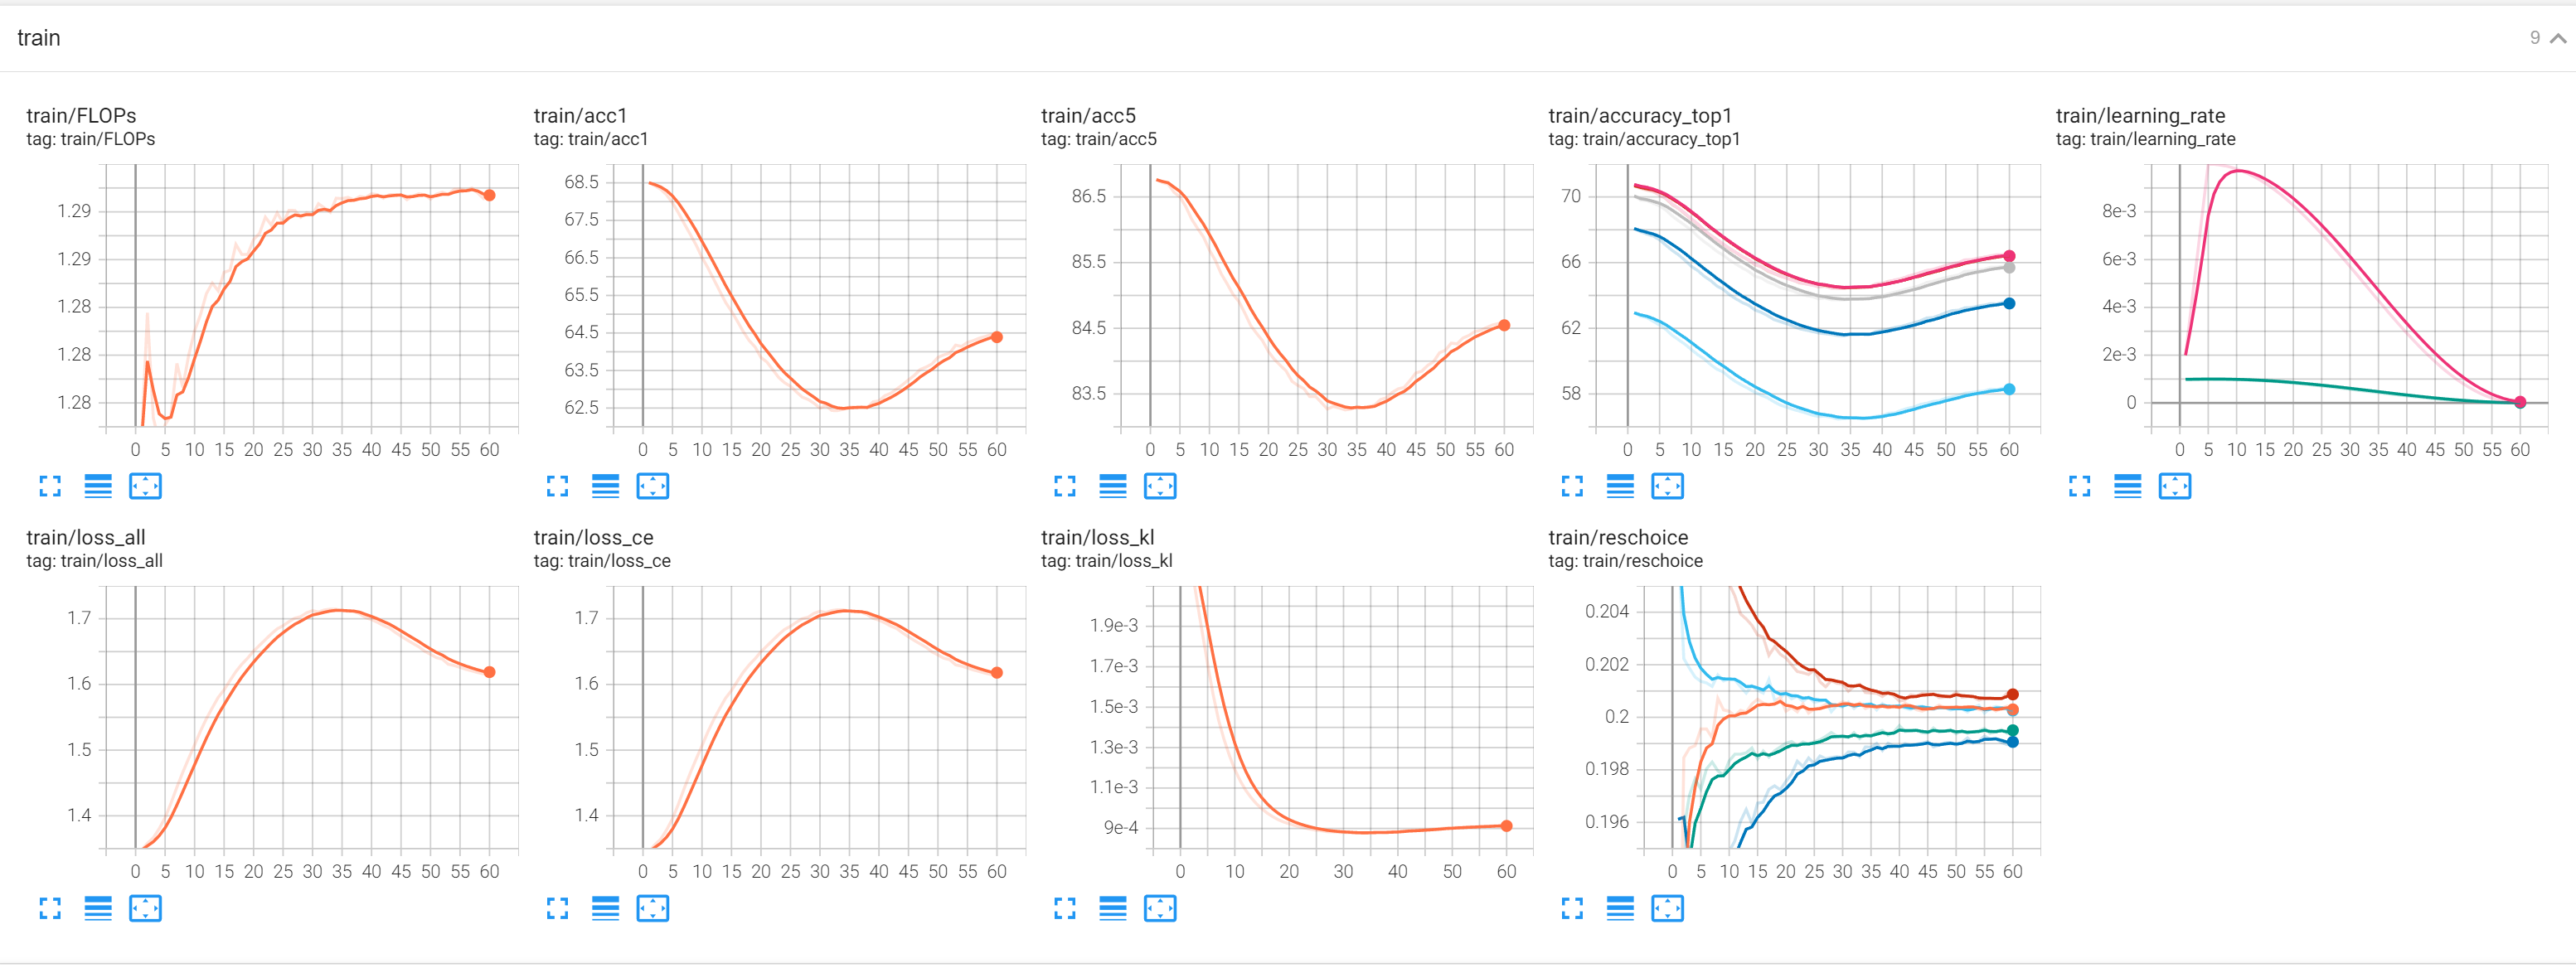 train
9
train/FLOPs
tag: train/FLOPs
1.29
1.29
1.28
1.28
1.28
0 5 10 15 20 25 30 35 40 45 50 55 60
train/acc1
tag: train/acc1
68.5
67.5
66.5
65.5
64.5
63.5
62.5
0 5 10 15 20 25 30 35 40 45 50 55 60
train/acc5
tag: train/acc5
86.5
85.5
84.5
83.5
0 5 10 15 20 25 30 35 40 45 50 55 60
train/accuracy_top1
tag: train/accuracy_top1
70
66
62
58
0 5 10 15 20 25 30 35 40 45 50 55 60
train/learning_rate
tag: train/learning_rate
8e-3
6e-3
4e-3
2e-3
0
0 5 10 15 20 25 30 35 40 45 50 55 60
train/loss_all
tag: train/loss_all
1.7
1.6
1.5
1.4
0 5 10 15 20 25 30 35 40 45 50 55 60
train/loss_ce
tag: train/loss_ce
1.7
1.6
1.5
1.4
0 5 10 15 20 25 30 35 40 45 50 55 60
train/loss_kl
tag: train/loss_kl
1.9e-3
1.7e-3
1.5e-3
1.3e-3
1.1e-3
9e-4
0 10 20 30 40 50 60
train/reschoice
tag: train/reschoice
0.204
0.202
0.2
0.198
0.196
0 5 10 15 20 25 30 35 40 45 50 55 60